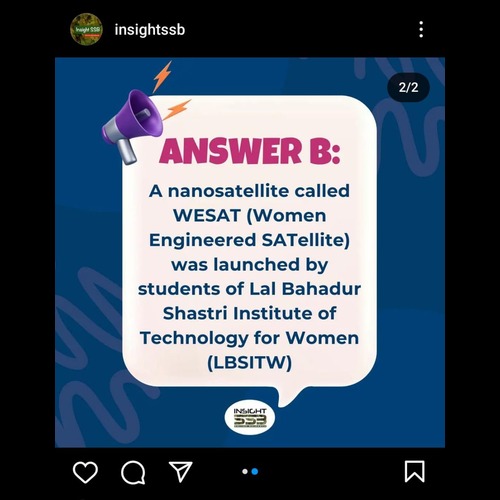 insightssb
2/2
ANSWER B:
A nanosatellite called
WESAT (Women
Engineered SATellite)
was launched by
students of Lal Bahadur
Shastri Institute of
Technology for Women
(LBSITW)
INSIGHT
SSB